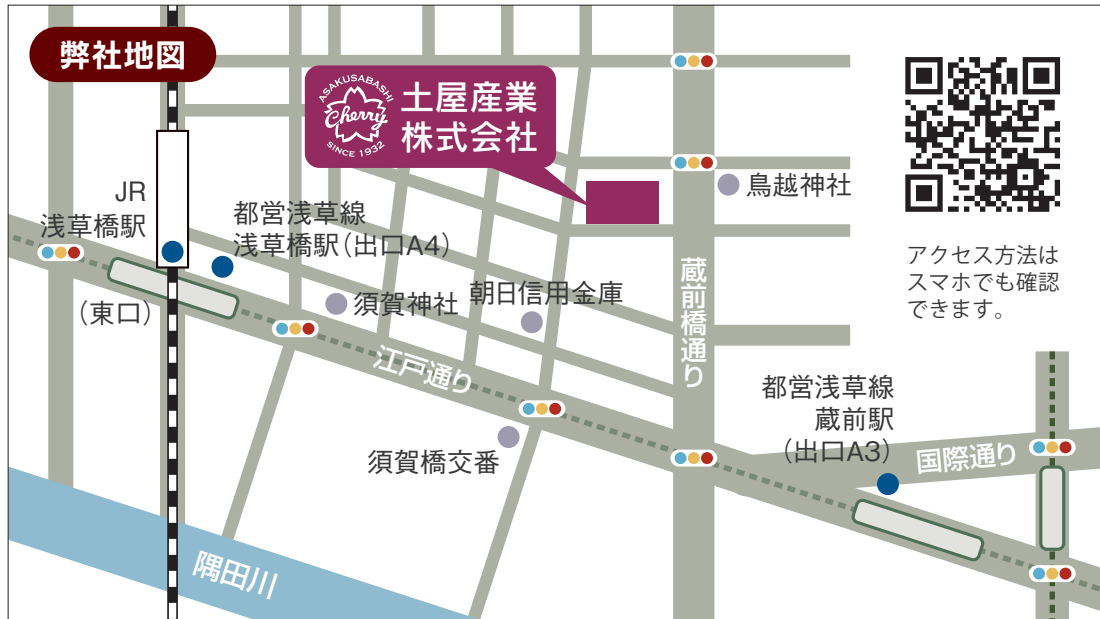 弊社地図
ASAKUSABASHI
Cherry
SINCE 1932
土屋産業
株式会社
JR
浅草橋駅
都営浅草線
浅草橋駅（出口A4）
（東口）
須賀神社
朝日信用金庫
鳥越神社
蔵前橋通り
江戸通り
須賀橋交番
都営浅草線
蔵前駅
（出口A3）
国際通り
隅田川
アクセス方法は
スマホでも確認
できます。